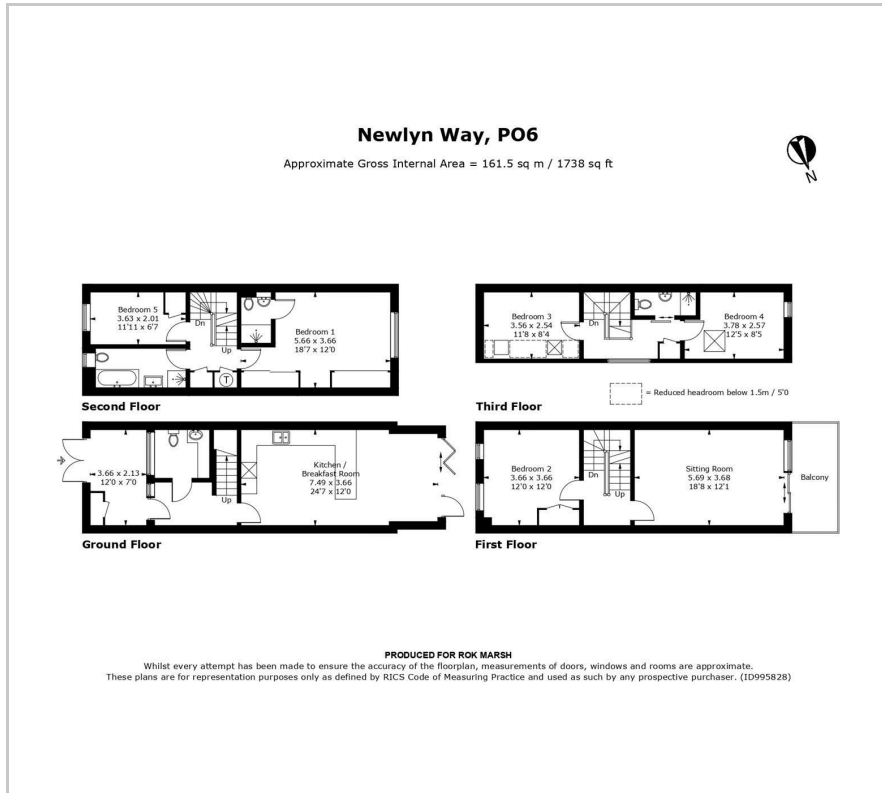 Newlyn Way, PO6
Approximate Gross Internal Area = 161.5 sq m / 1738 sq ft
N
Bedroom 5
3.63 x 2.01
11'11 x 6'7
Dn
Up
Bedroom 1
5.66 x 3.66
18'7 x 12'0
T
Second Floor
Bedroom 3
3.56 x 2.54
11'8 x 8'4
Dn
Bedroom 4
3.78 x 2.57
12'5 x 8'5
Third Floor
= Reduced headroom below 1.5m / 5'0
3.66 x 2.13
12'0 x 7'0
Up
Kitchen /
Breakfast Room
7.49 x 3.66
24'7 x 12'0
Ground Floor
Bedroom 2
3.66 x 3.66
12'0 x 12'0
Dn
Up
Sitting Room
5.69 x 3.68
18'8 x 12'1
Balcony
First Floor
PRODUCED FOR ROK MARSH
Whilst every attempt has been made to ensure the accuracy of the floorplan, measurements of doors, windows and rooms are approximate.
These plans are for representation purposes only as defined by RICS Code of Measuring Practice and used as such by any prospective purchaser. (ID995828)